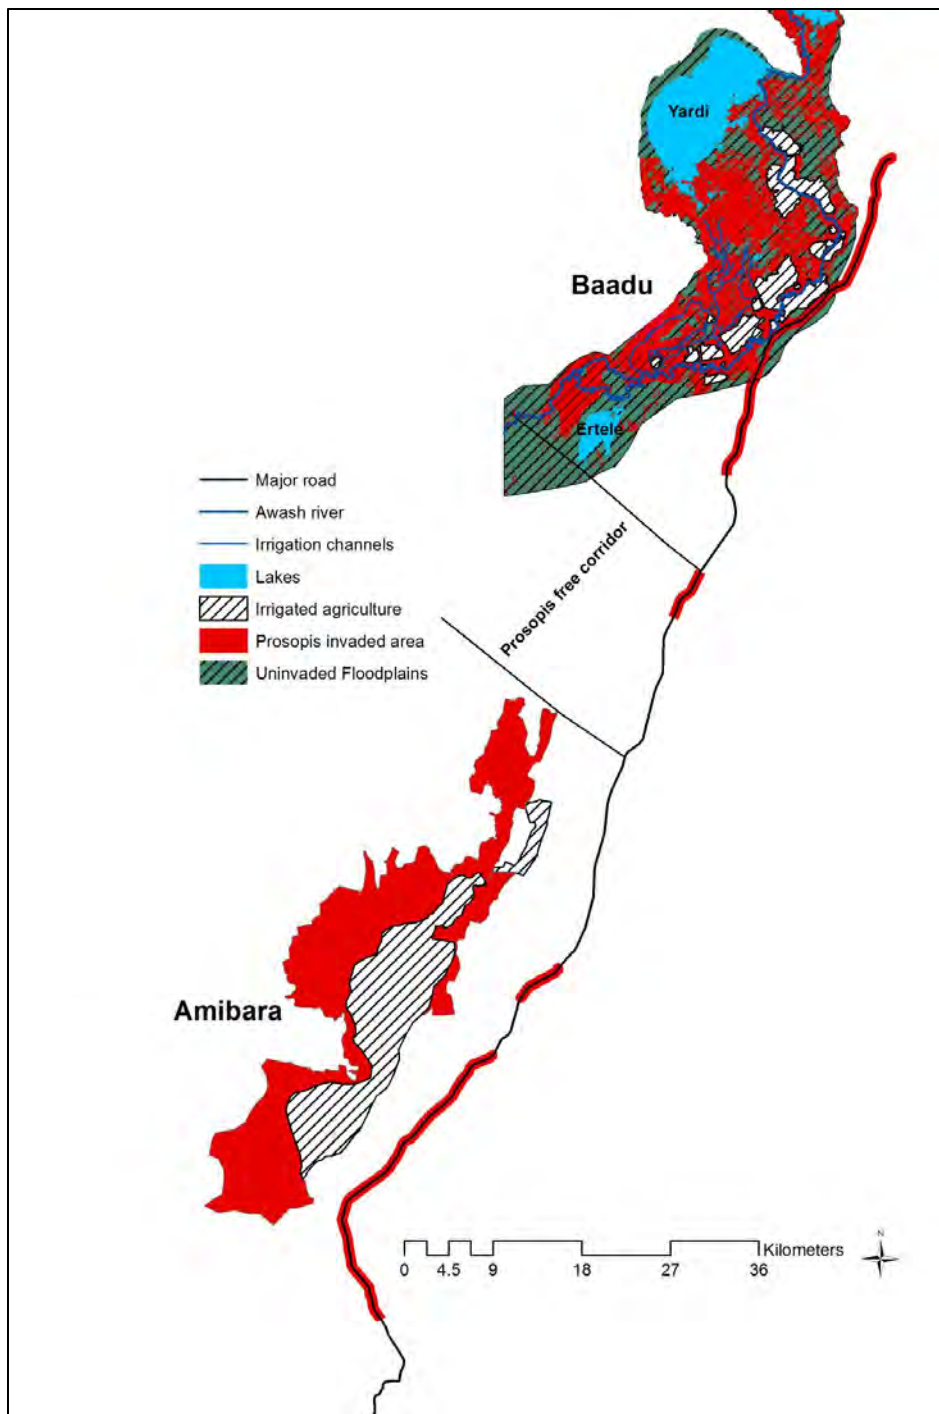 Yardi
Baadu
Ertele
Major road
Awash river
Irrigation channels
Lakes
Irrigated agriculture
Prosopis invaded area
Uninvaded Floodplains
Prosopis free corridor
Amibara
N
Kilometers
0 4.5 9 18 27 36